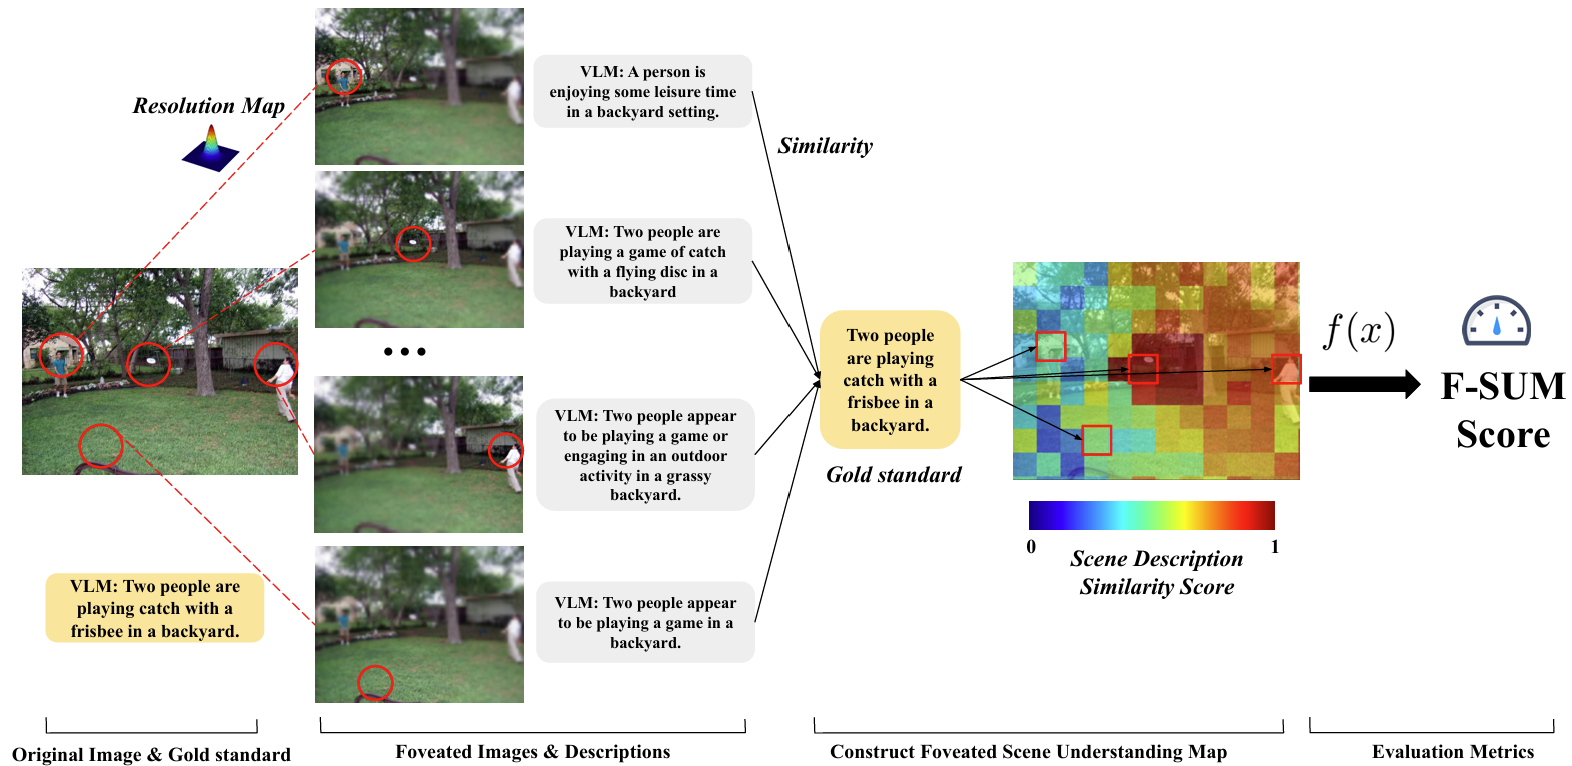 Resolution Map
VLM: Two people are
playing catch with a
frisbee in a backyard.
VLM: A person is
enjoying some leisure time
in a backyard setting.
VLM: Two people are
playing a game of catch
with a flying disc in a
backyard
...
VLM: Two people appear
to be playing a game or
engaging in an outdoor
activity in a grassy
backyard.
VLM: Two people appear
to be playing a game in a
backyard.
Similarity
Two people
are playing
catch with a
frisbee in a
backyard.
Gold standard
0
1
Scene Description
Similarity Score
f(x)
F-SUM
Score
Original Image & Gold standard
Foveated Images & Descriptions
Construct Foveated Scene Understanding Map
Evaluation Metrics